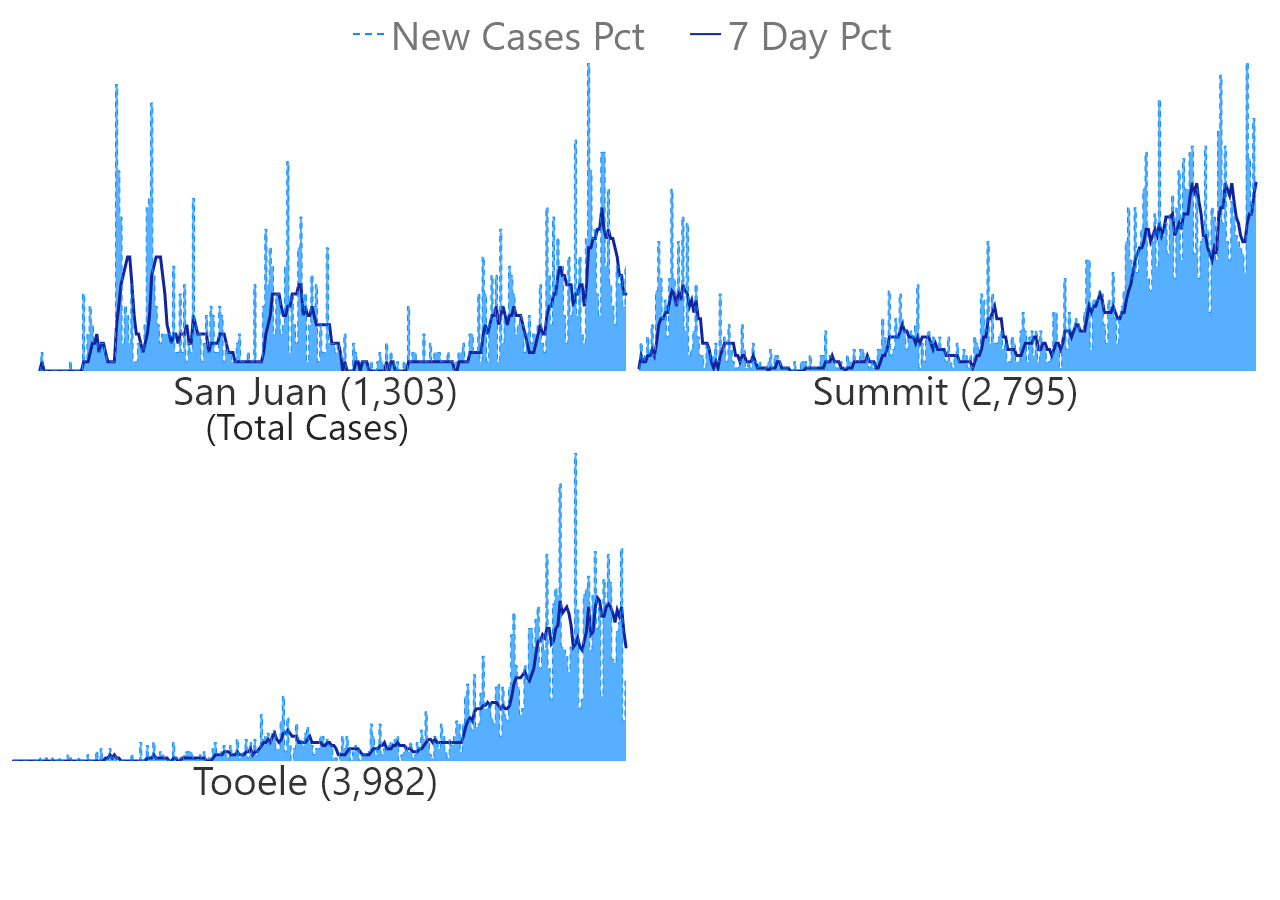 New Cases Pct 7 Day Pct
San Juan (1,303) Summit (2,795)
(Total Cases)
Tooele (3,982)